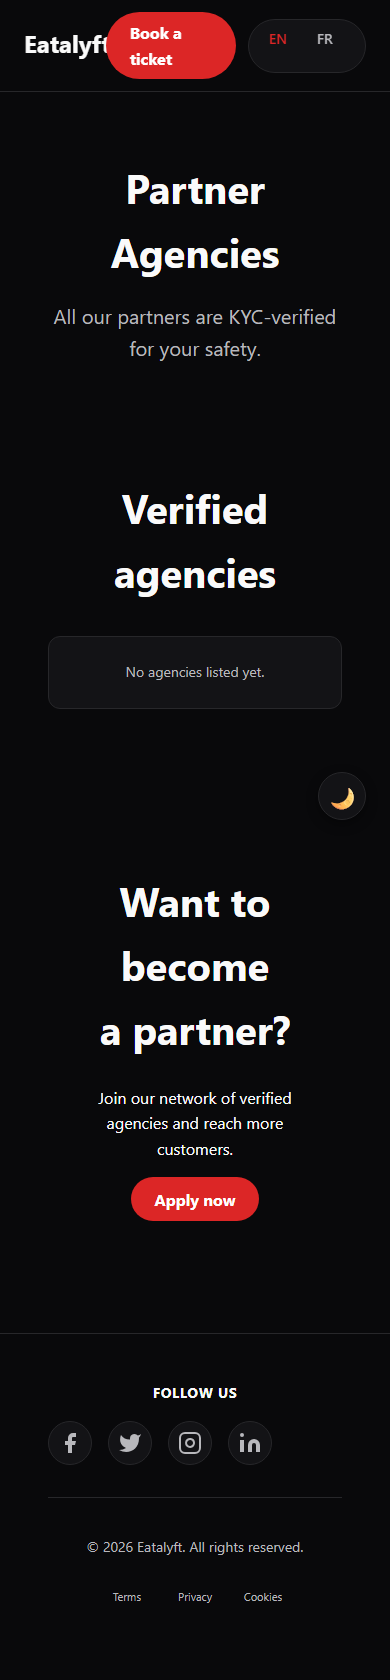 Eatalyft
Book a
ticket
EN FR
Partner
Agencies
All our partners are KYC-verified
for your safety.
Verified
agencies
No agencies listed yet.
Want to
become
a partner?
Join our network of verified
agencies and reach more
customers.
Apply now
FOLLOW US
© 2026 Eatalyft. All rights reserved.
Terms Privacy Cookies